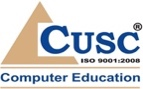 CUSC ®
ISO 9001:2008
Computer Education